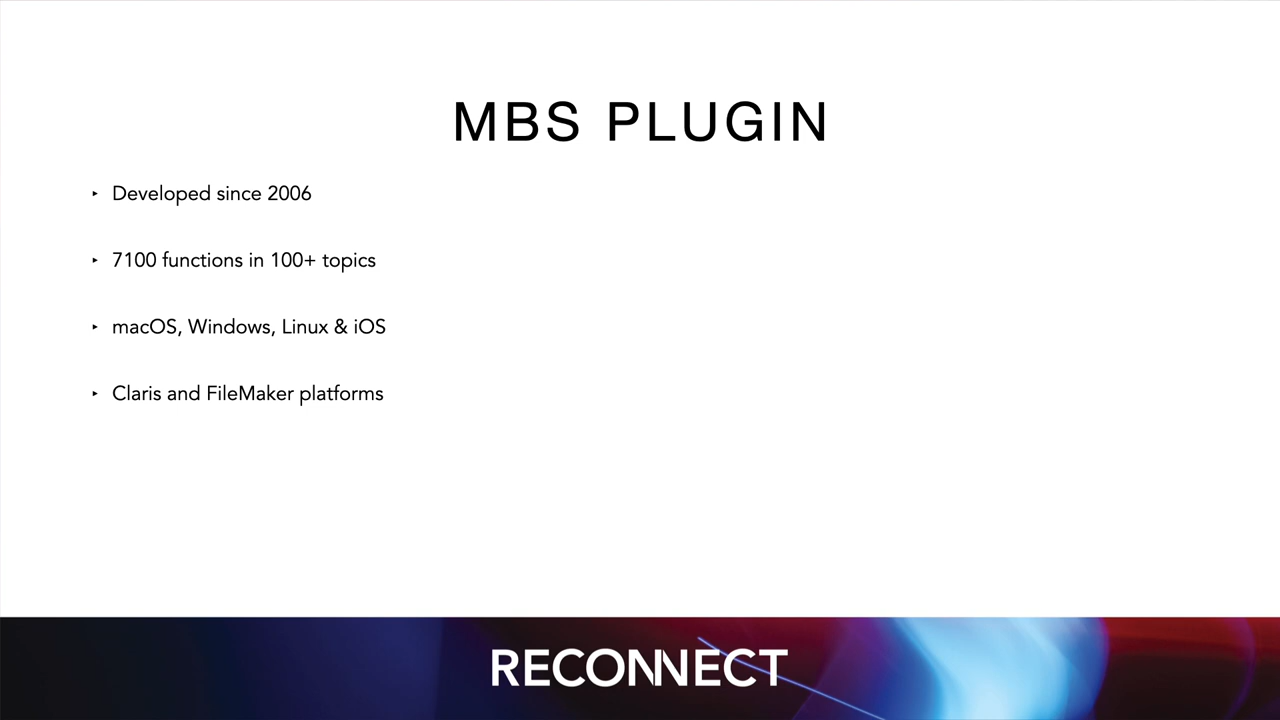 MBS PLUGIN
‣ Developed since 2006
‣ 7100 functions in 100+ topics
‣ macOS, Windows, Linux & iOS
‣ Claris and FileMaker platforms
RECONNECT